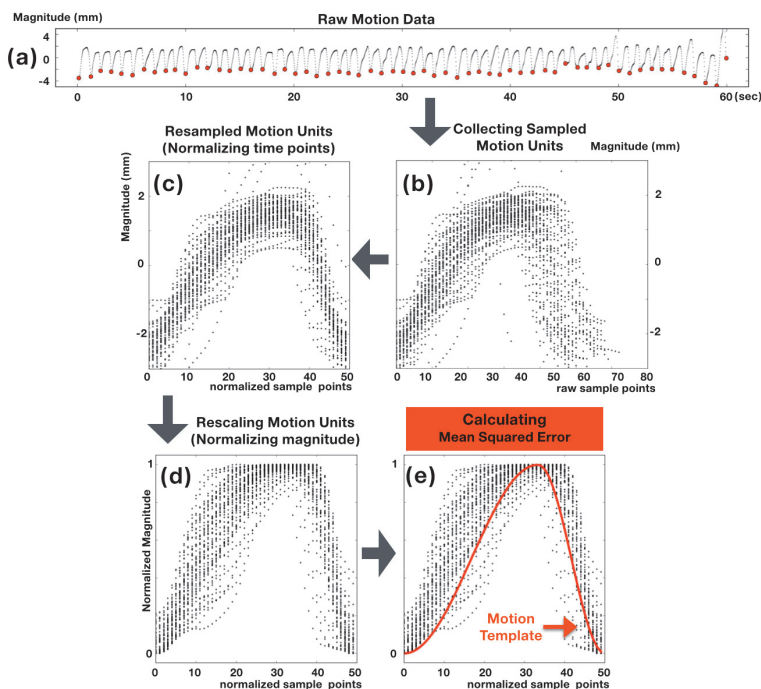 Magnitude (mm)
Raw Motion Data
(a)
4
0
−4
0 10 20 30 40 50 60 (sec)
Resampled Motion Units
(Normalizing time points)
Collecting Sampled
Motion Units
Magnitude (mm)
(c)
Magnitude (mm)
2
0
-2
0 10 20 30 40 50
normalized sample points
(b)
2
0
-2
0 10 20 30 40 50 60 70 80
raw sample points
Rescaling Motion Units
(Normalizing magnitude)
Calculating
Mean Squared Error
(d)
Normalized Magnitude
1
0
0 10 20 30 40 50
normalized sample points
(e)
1
0
Motion
Template
0 10 20 30 40 50
normalized sample points